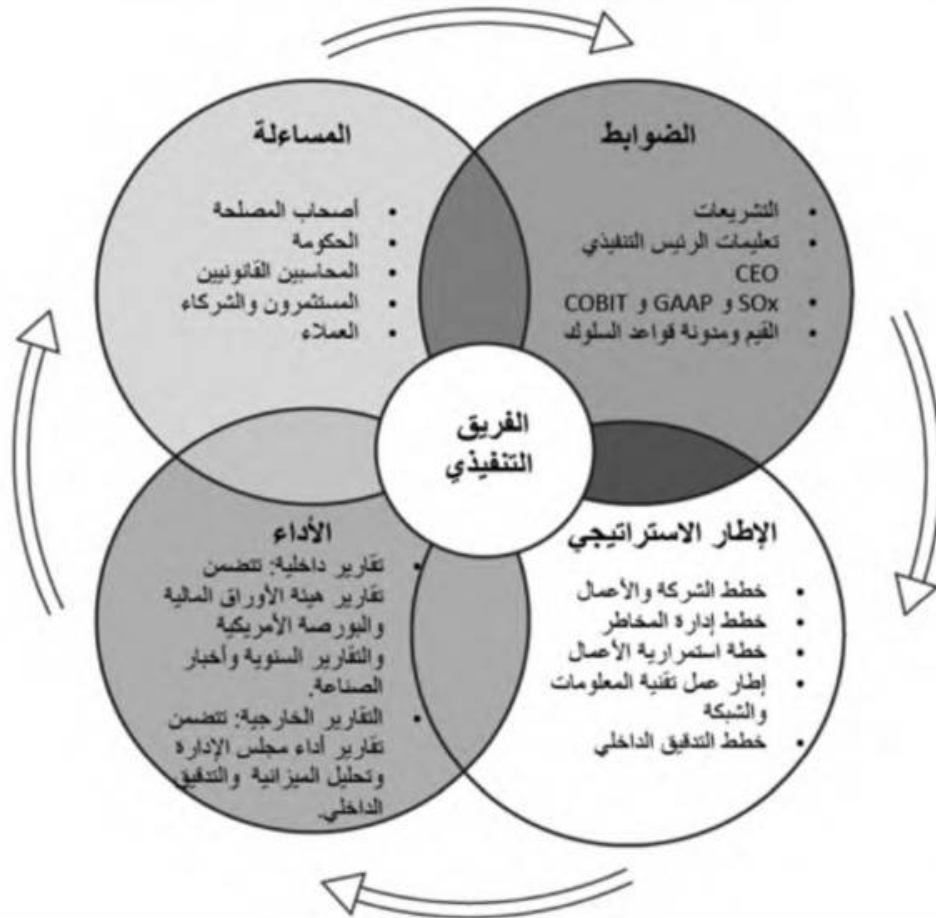 الضوابط
• التشريعات
• تعليمات الرئيس التنفيذي
CEO
• SOx و GAAP و COBIT
• القيم ومدونة قواعد السلوك
المساءلة
• أصحاب المصلحة
• الحكومة
• المحاسبين القانونيين
• المستثمرون والشركاء
• العملاء
الفريق
التنفيذي
الإطار الاستراتيجي
• خطط الشركة والأعمال
• خطط إدارة المخاطر
• خطة استمرارية الأعمال
• إطار عمل تقنية المعلومات
والشبكة
• خطط التدقيق الداخلي
الأداء
• تقارير داخلية: تتضمن
تقارير هيئة الأوراق المالية
والبورصة الأمريكية
والتقارير السنوية وأخبار
الصناعة.
• التقارير الخارجية: تتضمن
تقارير أداء مجلس الإدارة
وتحليل الميزانية والتدقيق
الداخلي.